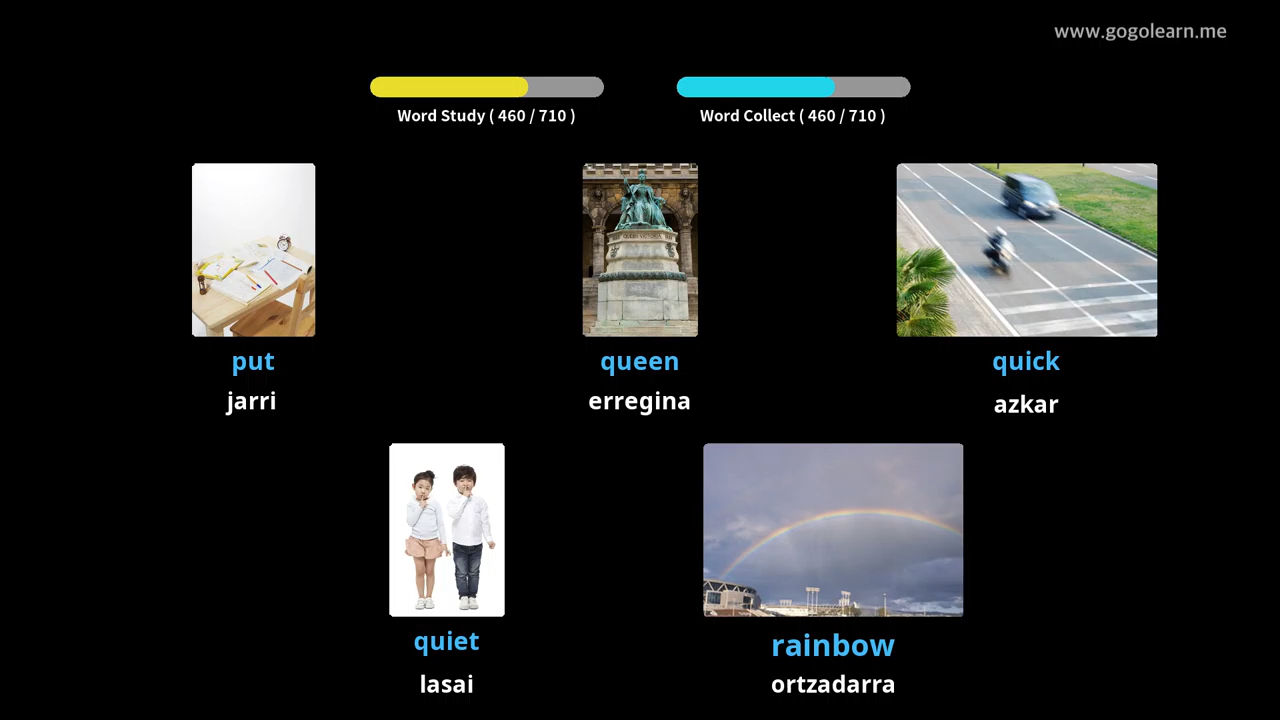 www.gogolearn.me
Word Study ( 460 / 710 )
Word Collect ( 460 / 710 )
put
jarri
queen
erregina
quick
azkar
quiet
lasai
rainbow
ortzadarra